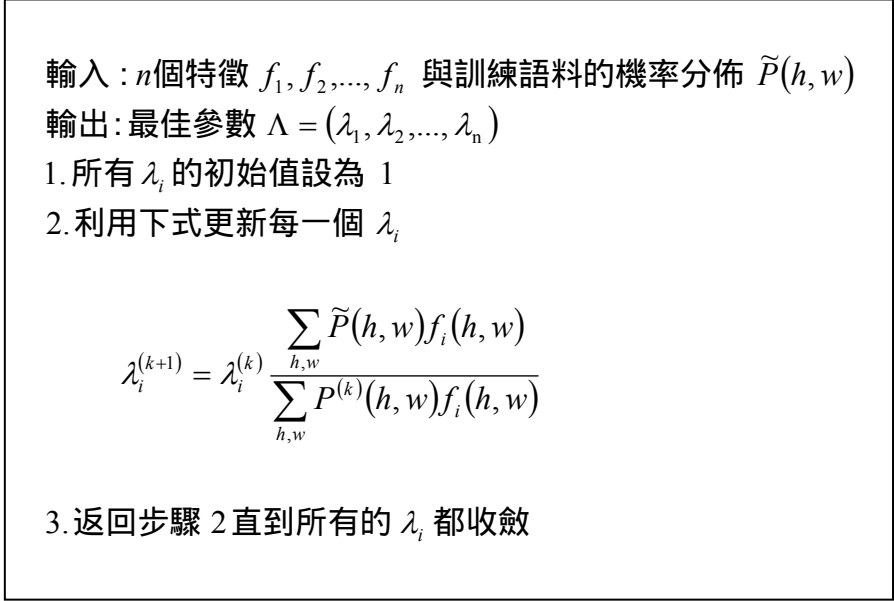 輸入 : n個特徵 f₁, f₂,..., fₙ 與訓練語料的機率分佈 P̃(h, w)
輸出 : 最佳參數 Λ = (λ₁, λ₂,..., λₙ)
1. 所有 λᵢ 的初始值設為 1
2. 利用下式更新每一個 λᵢ
λᵢ⁽ᵏ⁺¹⁾ = λᵢ⁽ᵏ⁾ \frac{\sum_{h,w} P̃(h, w) fᵢ(h, w)}{\sum_{h,w} P⁽ᵏ⁾(h, w) fᵢ(h, w)}
3. 返回步驟 2 直到所有的 λᵢ 都收斂